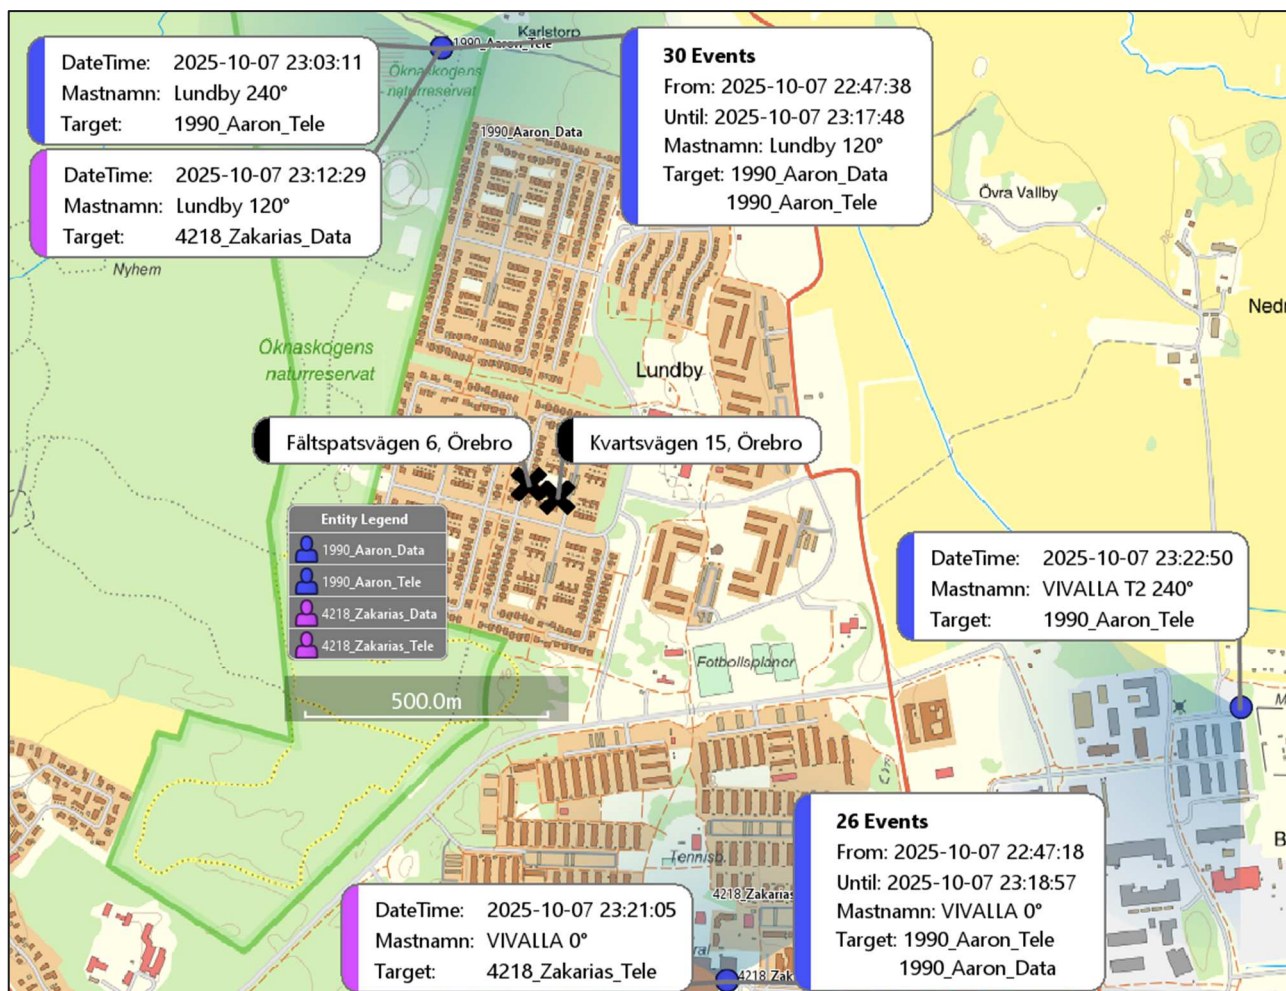 Karlstorp
1990_Aaron_Tele
DateTime: 2025-10-07 23:03:11
Mastnamn: Lundby 240°
Target: 1990_Aaron_Tele
30 Events
From: 2025-10-07 22:47:38
Until: 2025-10-07 23:17:48
Mastnamn: Lundby 120°
Target: 1990_Aaron_Data
1990_Aaron_Tele
Öknaskogens
naturreservat
1990_Aaron_Data
DateTime: 2025-10-07 23:12:29
Mastnamn: Lundby 120°
Target: 4218_Zakarias_Data
Nyhem
Övra Vallby
Öknaskogens
naturreservat
Lundby
Fältspatsvägen 6, Örebro
Kvartsvägen 15, Örebro
Entity Legend
1990_Aaron_Data
1990_Aaron_Tele
4218_Zakarias_Data
4218_Zakarias_Tele
DateTime: 2025-10-07 23:22:50
Mastnamn: VIVALLA T2 240°
Target: 1990_Aaron_Tele
Fotbollsplaner
500.0m
26 Events
From: 2025-10-07 22:47:18
Until: 2025-10-07 23:18:57
Mastnamn: VIVALLA 0°
Target: 1990_Aaron_Tele
1990_Aaron_Data
Tennisb.
4218_Zakarias
DateTime: 2025-10-07 23:21:05
Mastnamn: VIVALLA 0°
Target: 4218_Zakarias_Tele